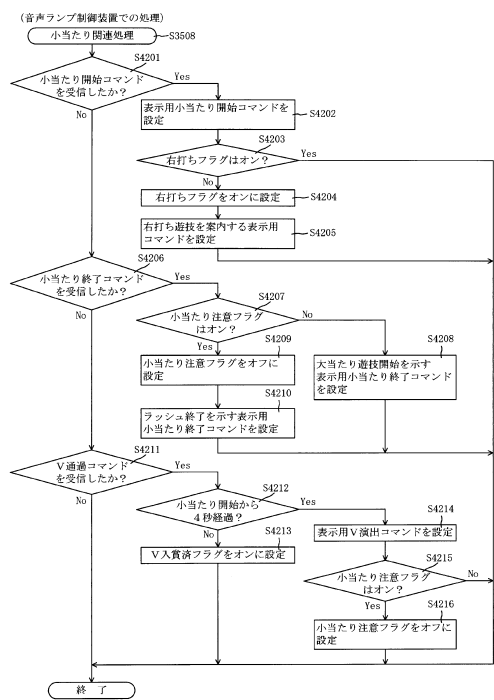 (音声ランプ制御装置での処理)
小当たり関連処理
S3508
S4201
小当たり開始コマンド
を受信したか？
Yes
No
表示用小当たり開始コマンドを
設定
S4202
S4203
右打ちフラグはオン？
Yes
No
右打ちフラグをオンに設定
S4204
右打ち遊技を案内する表示用
コマンドを設定
S4205
S4206
小当たり終了コマンド
を受信したか？
Yes
No
S4207
小当たり注意フラグ
はオン？
No
Yes
S4209
小当たり注意フラグをオフに
設定
S4208
大当たり遊技開始を示す
表示用小当たり終了コマンド
を設定
S4210
ラッシュ終了を示す表示用
小当たり終了コマンドを設定
S4211
Ｖ通過コマンド
を受信したか？
Yes
No
S4212
小当たり開始から
４秒経過？
Yes
No
S4213
Ｖ入賞済フラグをオンに設定
S4214
表示用Ｖ演出コマンドを設定
S4215
小当たり注意フラグ
はオン？
No
Yes
S4216
小当たり注意フラグをオフに
設定
終 了